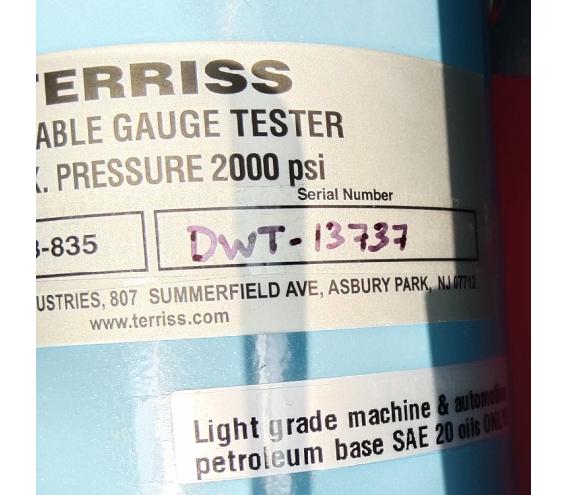 TERRISS
ABLE GAUGE TESTER
X. PRESSURE 2000 psi
Serial Number
-835 DWT-13737
USTRIES, 807 SUMMERFIELD AVE, ASBURY PARK, NJ 07712
www.terriss.com
Light grade machine & automotive
petroleum base SAE 20 oils ONLY